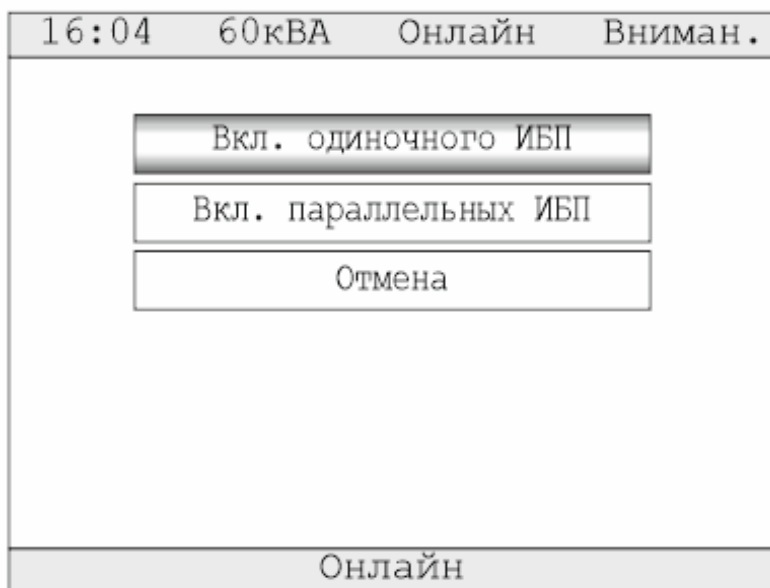 16:04 60кВА Онлайн Вниман.
Вкл. одиночного ИБП
Вкл. параллельных ИБП
Отмена
Онлайн